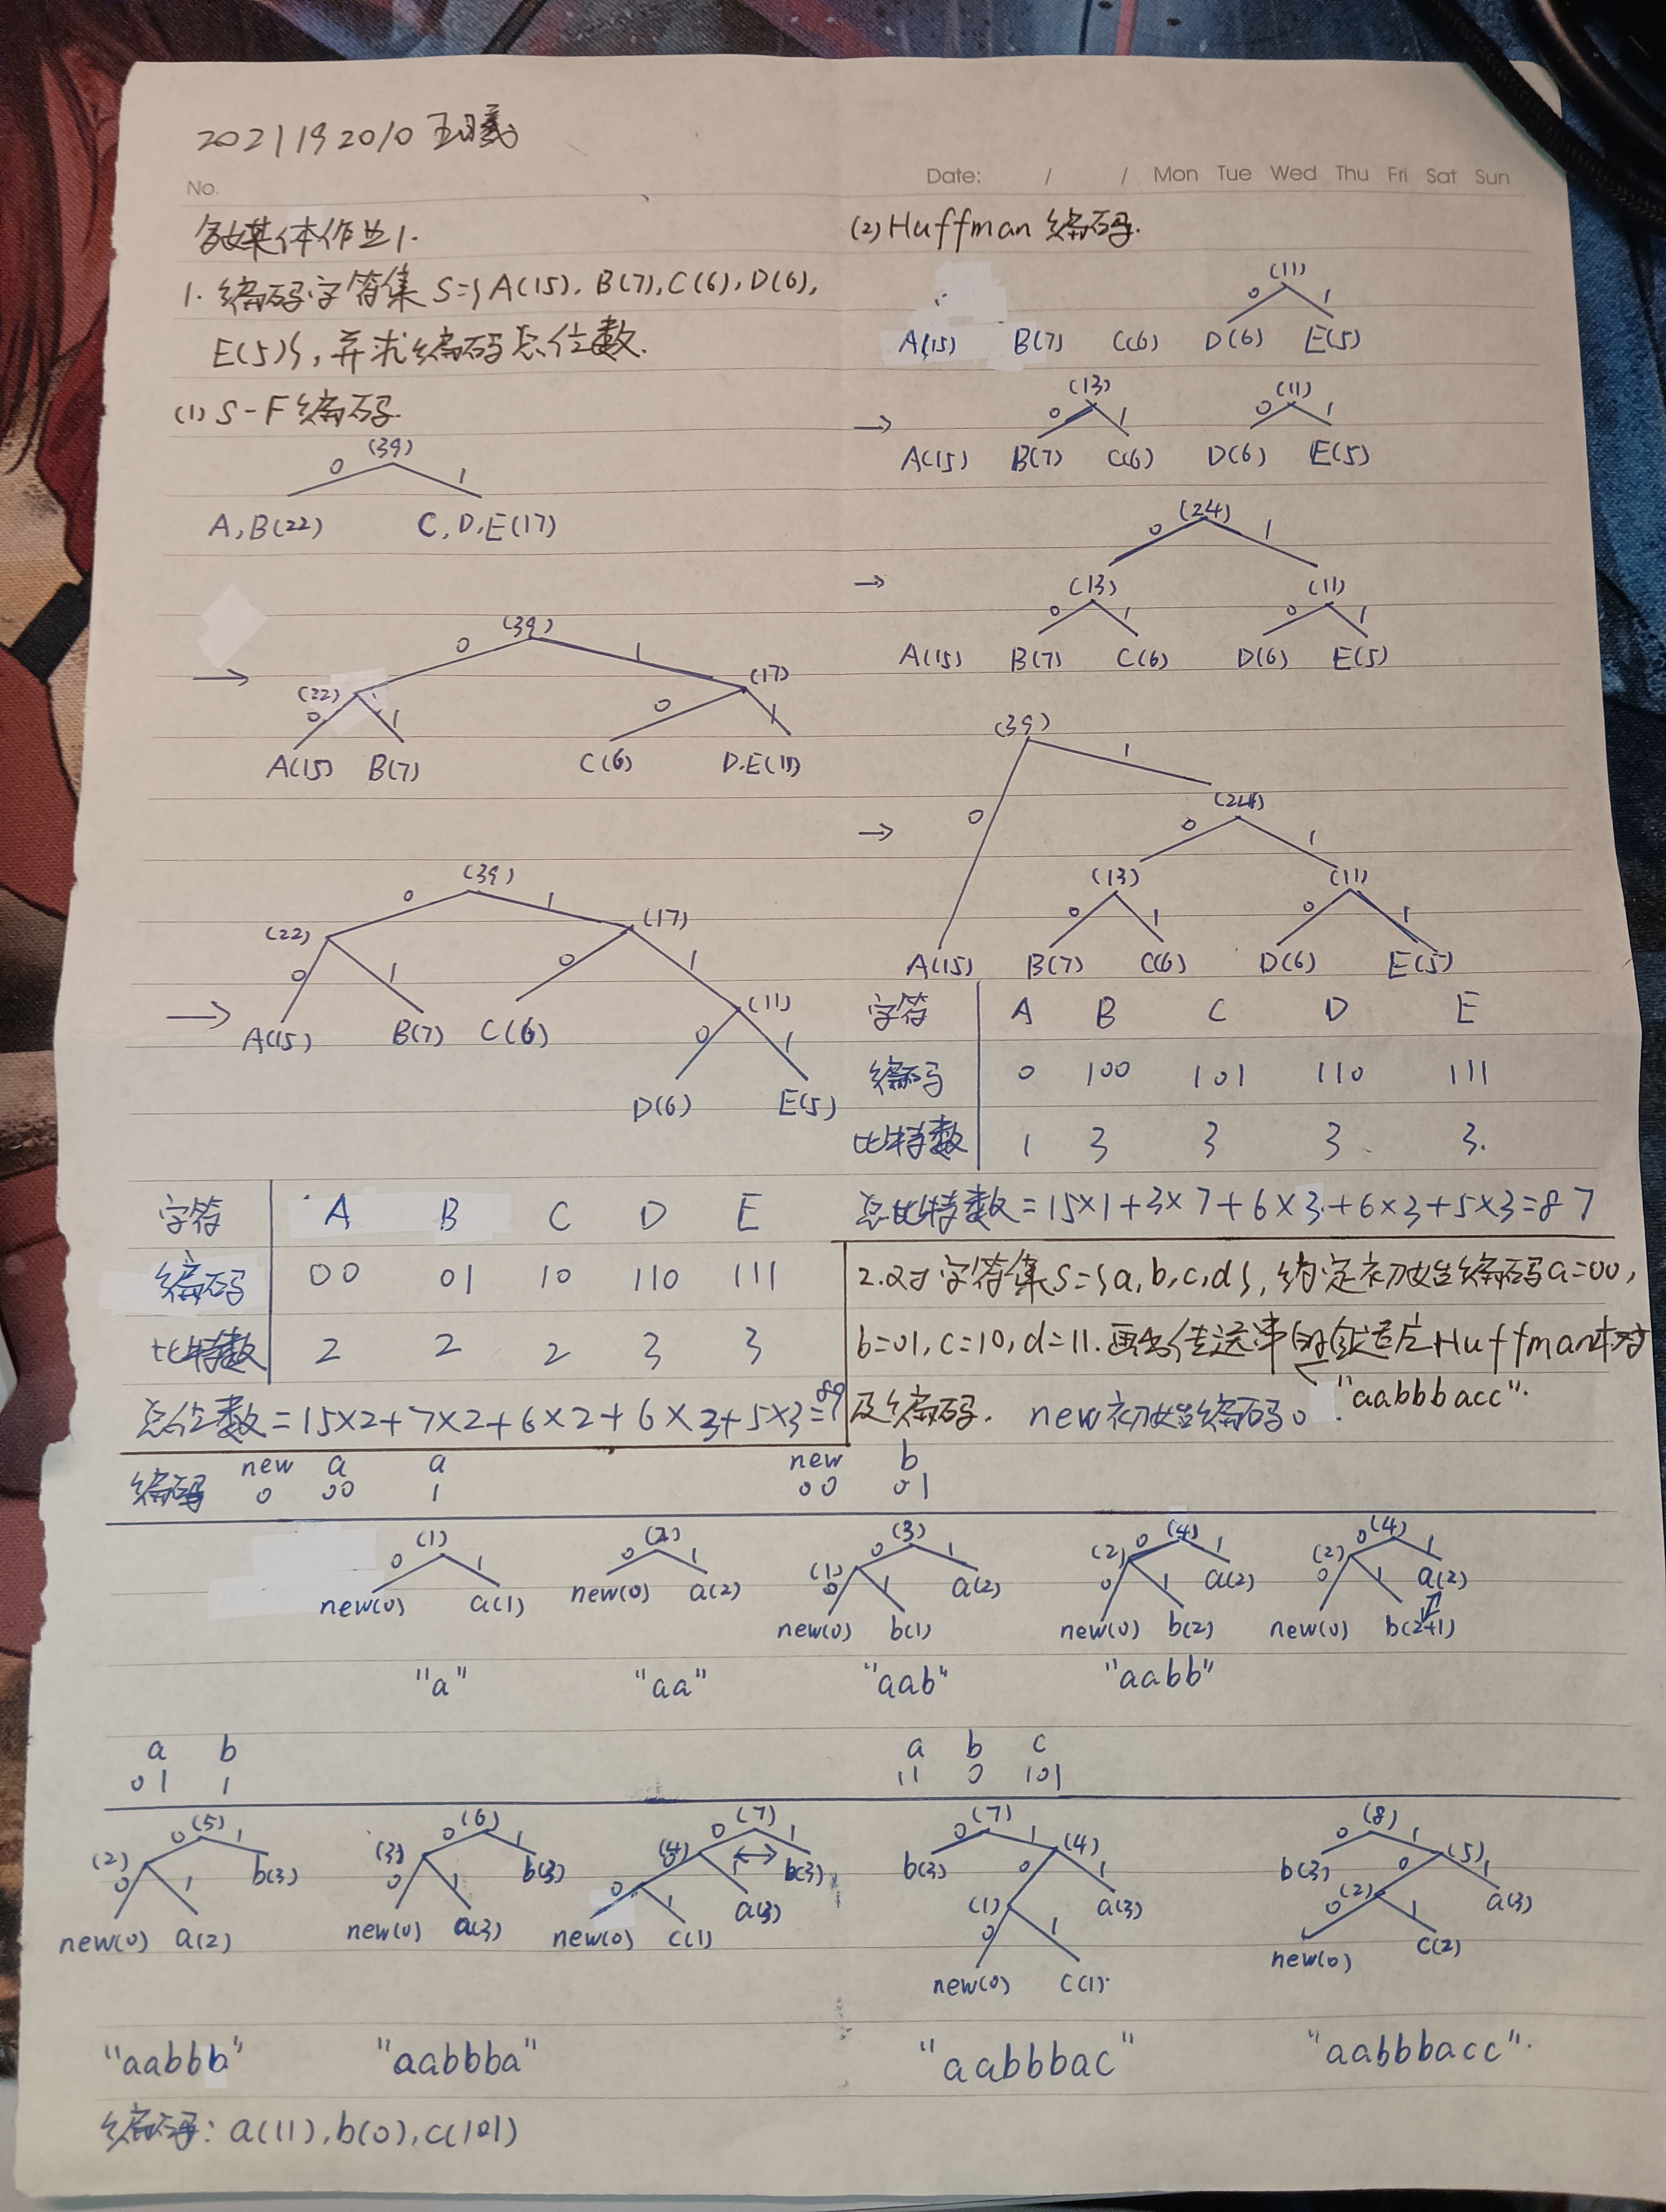 2021192010 王曦
No.
Date: / / Mon Tue Wed Thu Fri Sat Sun
多媒体作业1.
1. 编码字符集 S={A(15), B(7), C(6), D(6),
E(5)}, 并求编码总位数.
(1) S-F编码.
(39)
0 1
A, B(22) C, D, E(17)
→
(39)
0 1
(22) (17)
0 1 0 1
A(15) B(7) C(6) D,E(11)
→
(39)
0 1
(22) (17)
0 1 0 1
A(15) B(7) C(6) (11)
0 1
D(6) E(5)
字符 A B C D E
编码 00 01 10 110 111
比特数 2 2 2 3 3
总位数=15×2+7×2+6×2+6×3+5×3=89
(2) Huffman 编码.
(11)
0 1
A(15) B(7) C(6) D(6) E(5)
→
(13) (11)
0 1 0 1
A(15) B(7) C(6) D(6) E(5)
→
(24)
0 1
(13) (11)
0 1 0 1
A(15) B(7) C(6) D(6) E(5)
→
(39)
0 1
(24)
0 1
(13) (11)
0 1 0 1
A(15) B(7) C(6) D(6) E(5)
字符 A B C D E
编码 0 100 101 110 111
比特数 1 3 3 3 3.
总比特数=15×1+3×7+6×3+6×3+5×3=87
2.对字符集S={a,b,c,d},约定初始编码a=00,
b=01,c=10,d=11.画出传送串的自适应Huffman树
"aabbbacc".
及编码. new初始编码0
编码 new a a new b
0 00 1 00 01
(1) (2) (3) (4) (4)
0 1 0 1 0 1 0 1 0 1
new(0) a(1) new(0) a(2) (1) a(2) (2) a(2) (2) a(2)
0 1 0 1 0 1
new(0) b(1) new(0) b(2) new(0) b(2+1)
"a" "aa" "aab" "aabb"
a b a b c
01 1 11 0 101
(5) (6) (7) (7) (8)
0 1 0 1 0 1 0 1 0 1
(2) b(3) (3) b(3) (4) ↔ b(3) b(3) (4) b(3) (5)
0 1 0 1 0 1 0 1 0 1
new(0) a(2) new(0) a(3) a(3) (1) a(3) (2) a(3)
0 1 0 1 0 1
new(0) c(1) new(0) c(1). new(0) c(2)
"aabbb" "aabbba" "aabbbac" "aabbbacc".
编码: a(11), b(0), c(101)